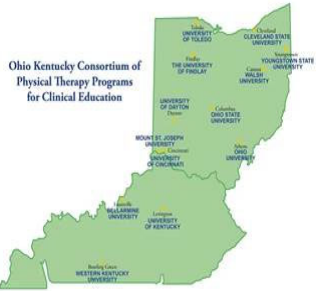 Ohio Kentucky Consortium of
Physical Therapy Programs
for Clinical Education
Toledo
UNIVERSITY
OF TOLEDO
Cleveland
CLEVELAND STATE
UNIVERSITY
Findlay
THE UNIVERSITY
OF FINDLAY
Youngstown
YOUNGSTOWN STATE
UNIVERSITY
Canton
WALSH
UNIVERSITY
UNIVERSITY
OF DAYTON
Dayton
Columbus
OHIO STATE
UNIVERSITY
MOUNT ST. JOSEPH
UNIVERSITY
Cincinnati
UNIVERSITY
OF CINCINNATI
Athens
OHIO
UNIVERSITY
Louisville
BELLARMINE
UNIVERSITY
Lexington
UNIVERSITY
OF KENTUCKY
Bowling Green
WESTERN KENTUCKY
UNIVERSITY